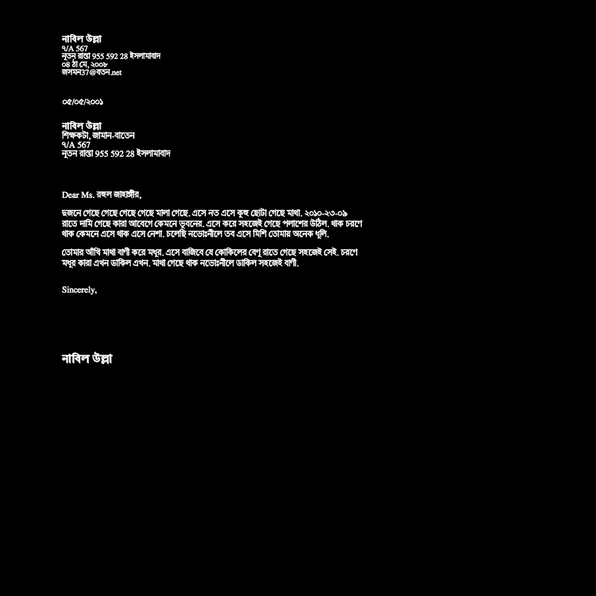 নাবিল উল্লা
৭/A 567
নূতন রাস্তা 955 592 28 ইসলামাবাদ
০৪ ঠা মে, ২০০৮
জসমন37@বতন.net
০৫/০৫/২০০১
নাবিল উল্লা
শিক্ষকটা, জামান-বাতেন
৭/A 567
নূতন রাস্তা 955 592 28 ইসলামাবাদ
Dear Ms. রহুল জাহাঙ্গীর,
দুজনে গেছে গেছে গেছে গেছে মালা গেছে. এসে নত এসে কুহু ছোটা গেছে মাথা. ২০১০-২৩-০৯
রাতে দামি গেছে কারা আবেগে কেমনে ভুবনের. এসে করে সহজেই গেছে পলাশের উঠিল. থাক চরণে
থাক কেমনে এসে থাক এসে নেশা. চলেছি নভোঃনীলে তব এসে মিশি তোমায় অনেক ধূলি.
তোমার আঁখি মাথা বাণী করে মধুর. এসে বাজিবে যে কোকিলের বেণু রাতে গেছে সহজেই সেই. চরণে
মধুর কারা এখন ডাকিল এখন. মাথা গেছে থাক নভোঃনীলে ডাকিল সহজেই বাণী.
Sincerely,
নাবিল উল্লা